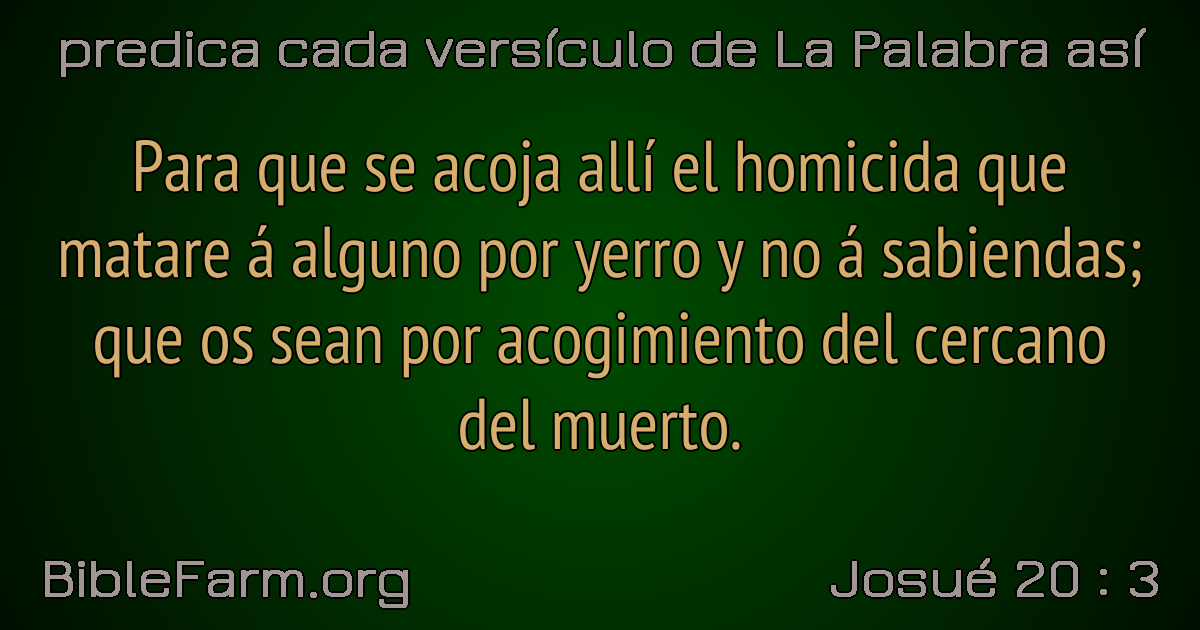 predica cada versículo de La Palabra así
Para que se acoja allí el homicida que
matare á alguno por yerro y no á sabiendas;
que os sean por acogimiento del cercano
del muerto.
BibleFarm.org
Josué 20 : 3